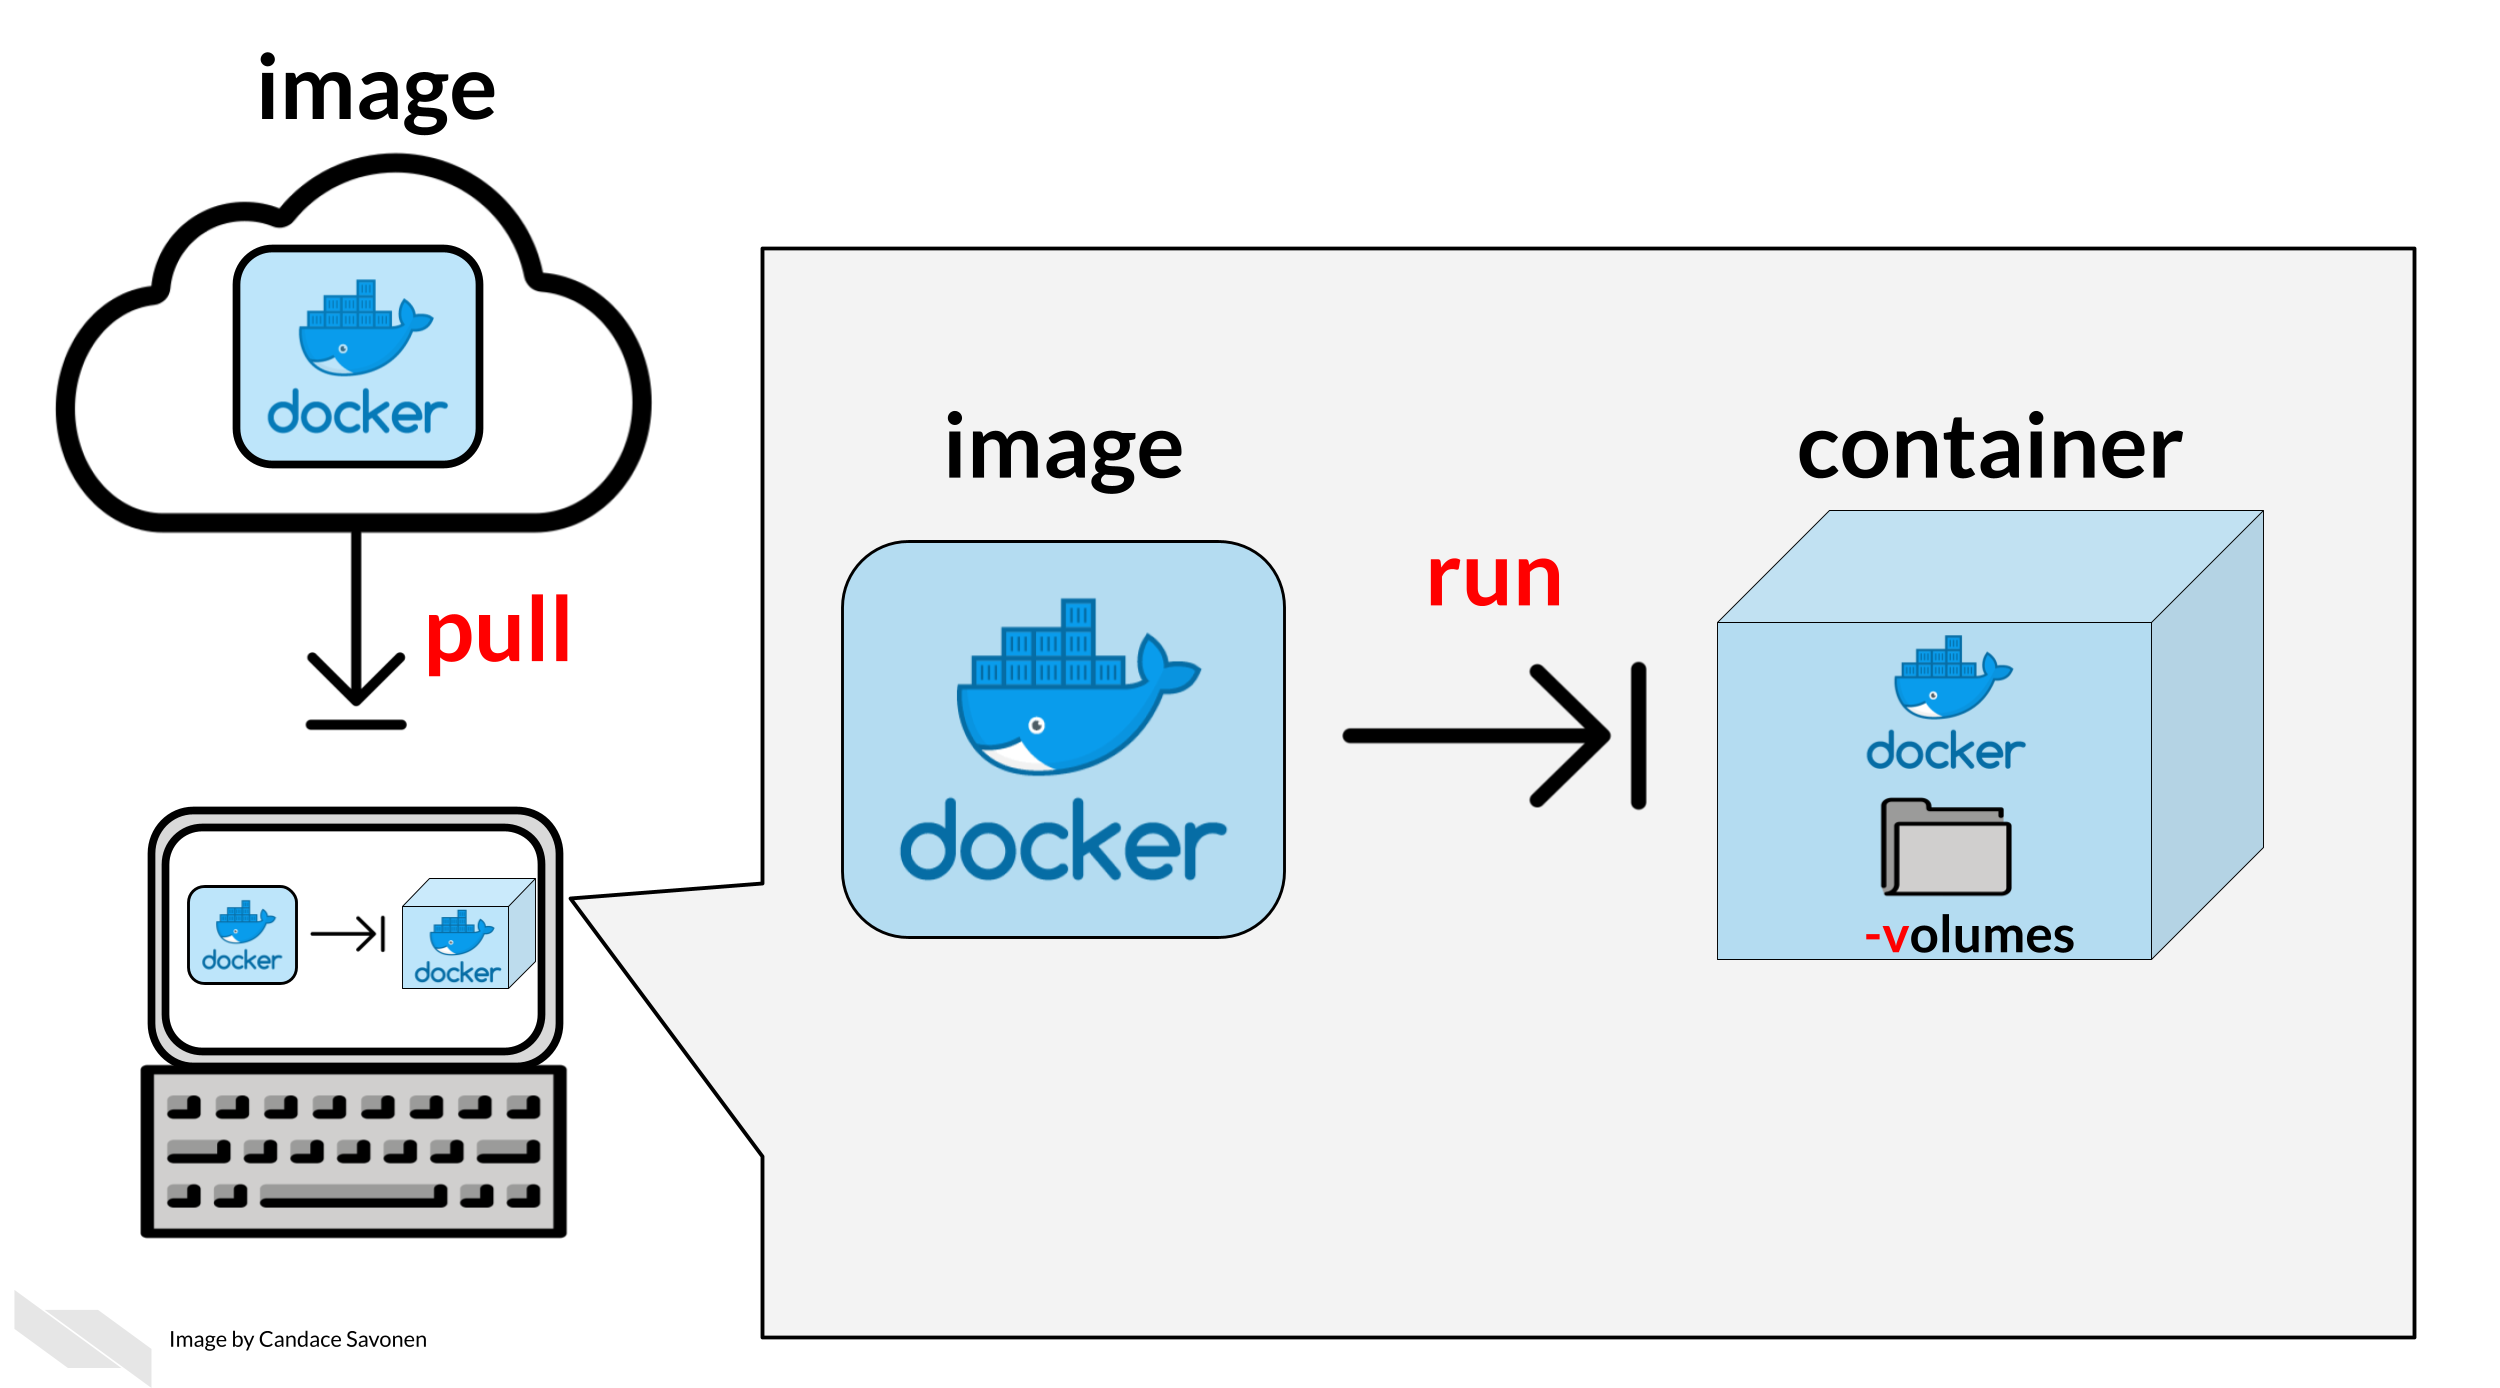 image
docker
pull
docker
docker
image
docker
run
container
docker
-volumes
Image by Candace Savonen